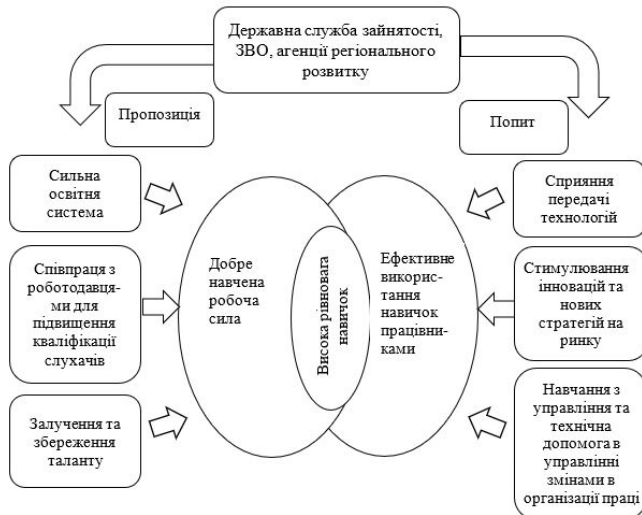 Державна служба зайнятості,
ЗВО, агенції регіонального
розвитку
Пропозиція
Попит
Сильна
освітня
система
Співпраця з
роботодавця-
ми для
підвищення
кваліфікації
слухачів
Залучення та
збереження
таланту
Добре
навчена
робоча
сила
Висока рівновага
навичок
Ефективне
викорис-
тання
навичок
працівни-
ками
Сприяння
передачі
технологій
Стимулювання
інновацій та
нових
стратегій на
ринку
Навчання з
управління та
технічна
допомога в
управлінні
змінами в
організації праці